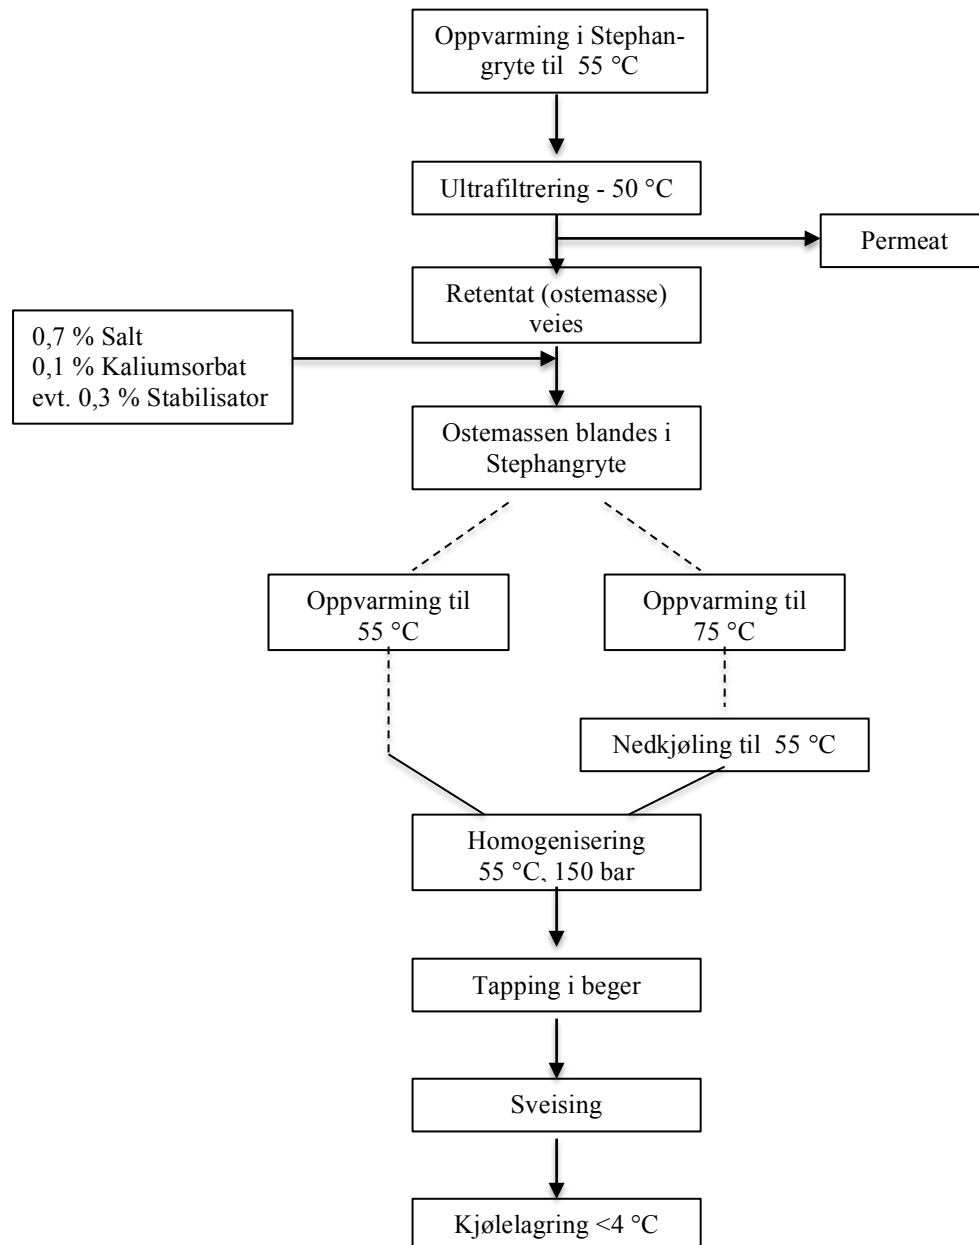 Oppvarming i Stephan-
gryte til 55 °C
Ultrafiltrering - 50 °C
Permeat
Retentat (ostemasse)
veies
0,7 % Salt
0,1 % Kaliumsorbat
evt. 0,3 % Stabilisator
Ostemassen blandes i
Stephangryte
Oppvarming til
55 °C
Oppvarming til
75 °C
Nedkjøling til 55 °C
Homogenisering
55 °C, 150 bar
Tapping i beger
Sveising
Kjølelagring <4 °C